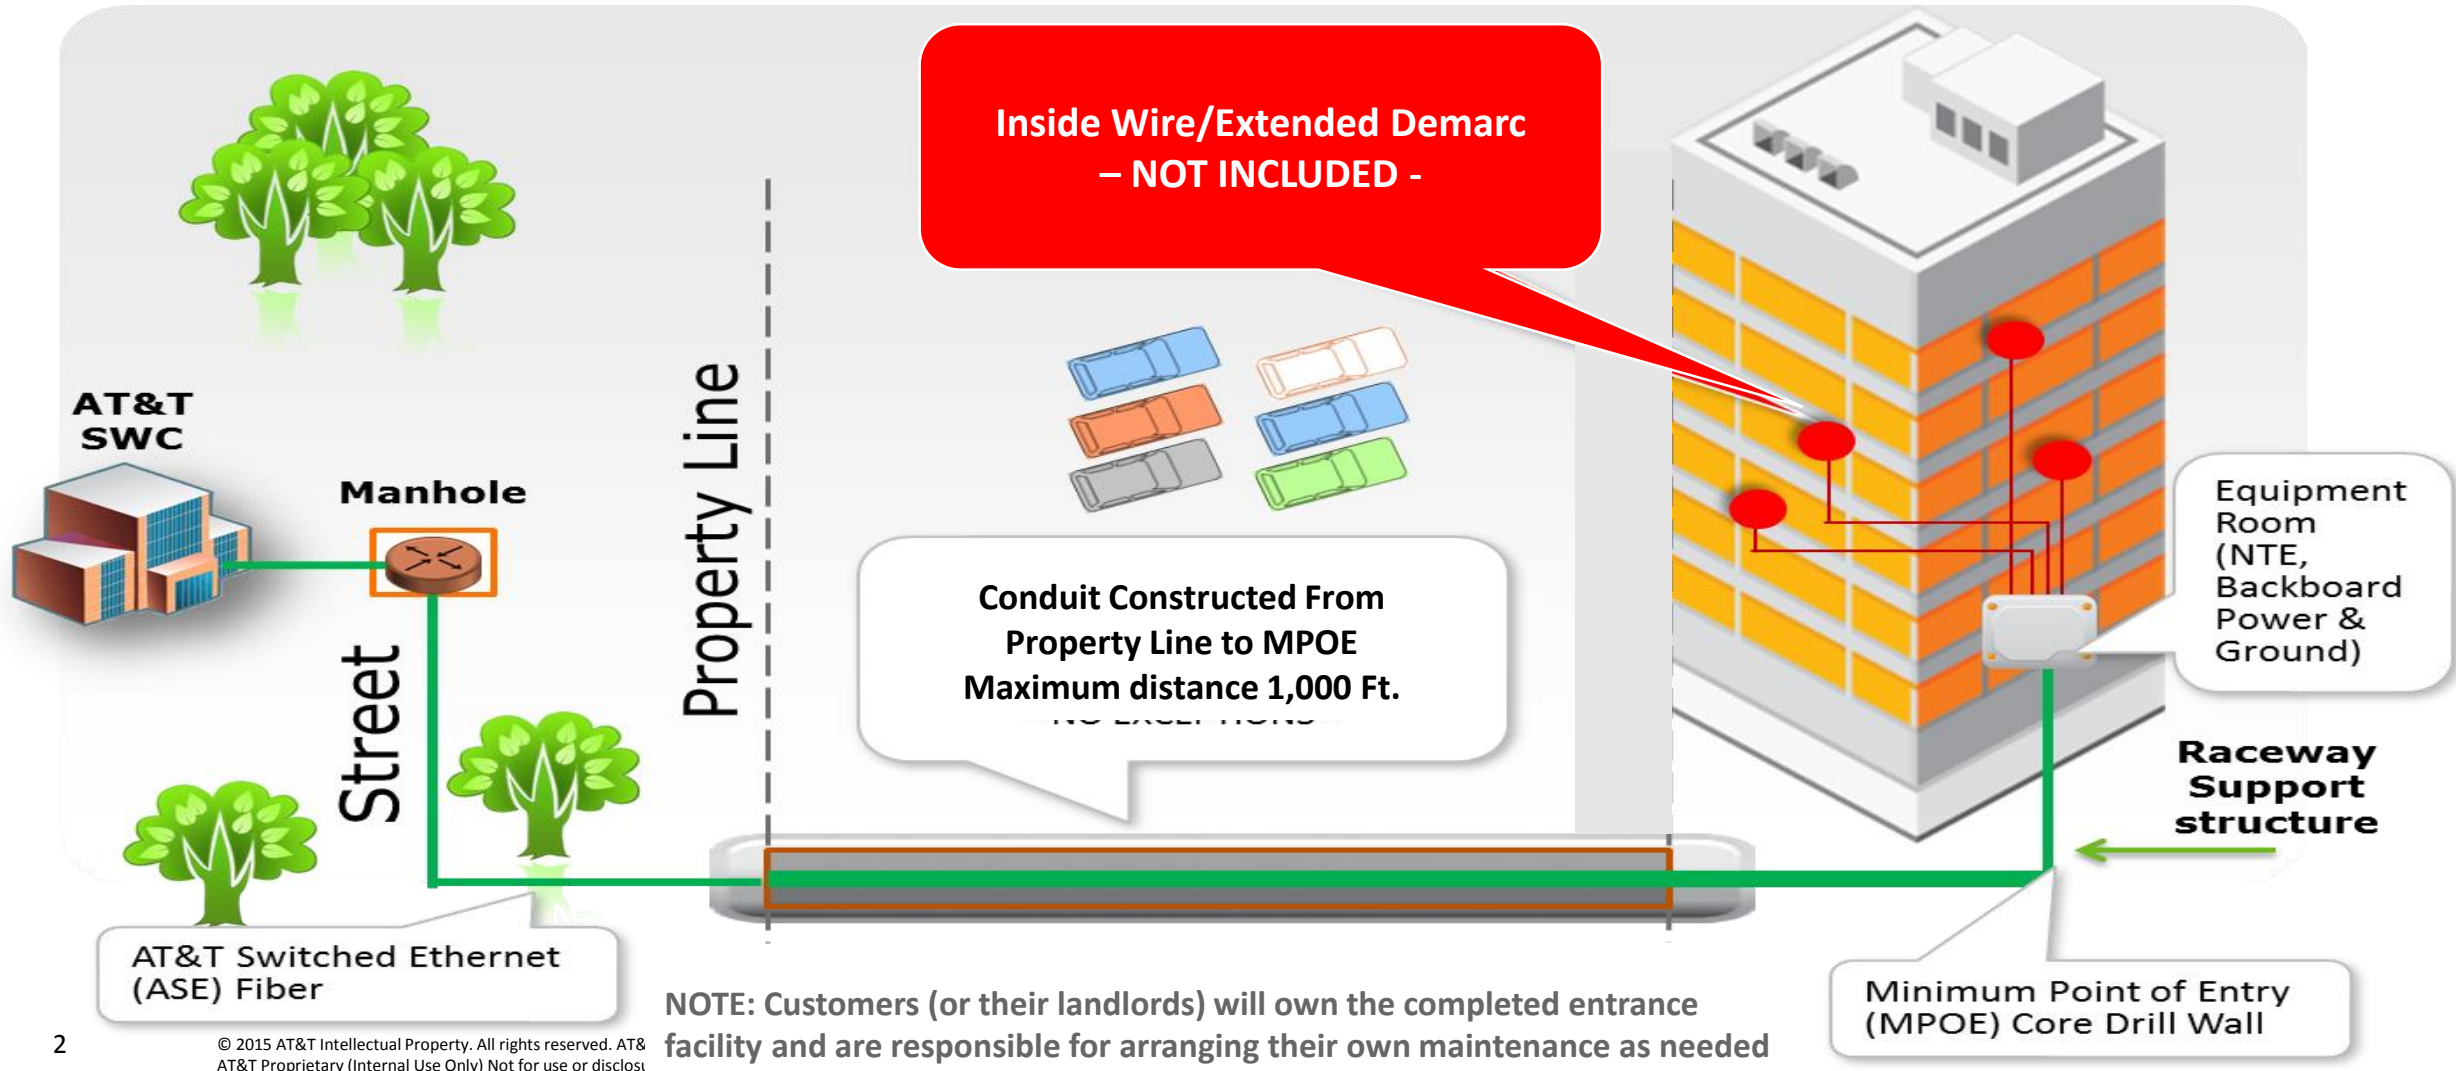 Inside Wire/Extended Demarc
– NOT INCLUDED -
AT&T
SWC
Manhole
Street
Property Line
Conduit Constructed From
Property Line to MPOE
Maximum distance 1,000 Ft.
NO EXCEPTIONS
Equipment
Room
(NTE,
Backboard
Power &
Ground)
Raceway
Support
structure
AT&T Switched Ethernet
(ASE) Fiber
Minimum Point of Entry
(MPOE) Core Drill Wall
NOTE: Customers (or their landlords) will own the completed entrance
facility and are responsible for arranging their own maintenance as needed
2
© 2015 AT&T Intellectual Property. All rights reserved. AT&
AT&T Proprietary (Internal Use Only) Not for use or